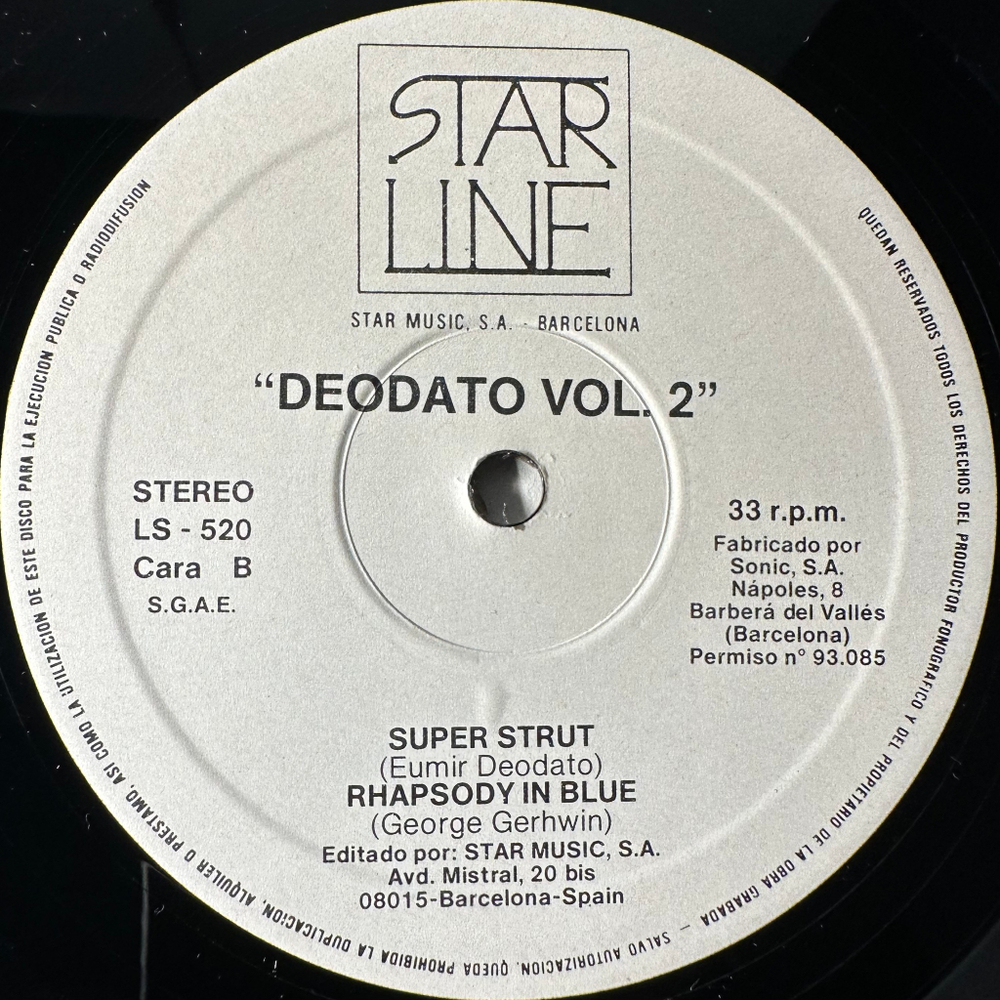 STAR
LINE
STAR MUSIC, S.A. - BARCELONA
"DEODATO VOL. 2"
STEREO
LS - 520
Cara B
S.G.A.E.
33 r.p.m.
Fabricado por
Sonic, S.A.
Nápoles, 8
Barberá del Vallés
(Barcelona)
Permiso n° 93.085
SUPER STRUT
(Eumir Deodato)
RHAPSODY IN BLUE
(George Gerhwin)
Editado por: STAR MUSIC, S.A.
Avd. Mistral, 20 bis
08015-Barcelona-Spain
QUEDAN RESERVADOS TODOS LOS DERECHOS DEL PRODUCTOR FONOGRAFICO Y DEL PROPIETARIO DE LA OBRA GRABADA - SALVO AUTORIZACION, QUEDA PROHIBIDA LA DUPLICACION, ALQUILER O PRESTAMO, ASI COMO LA UTILIZACION DE ESTE DISCO PARA LA EJECUCION PUBLICA O RADIODIFUSION